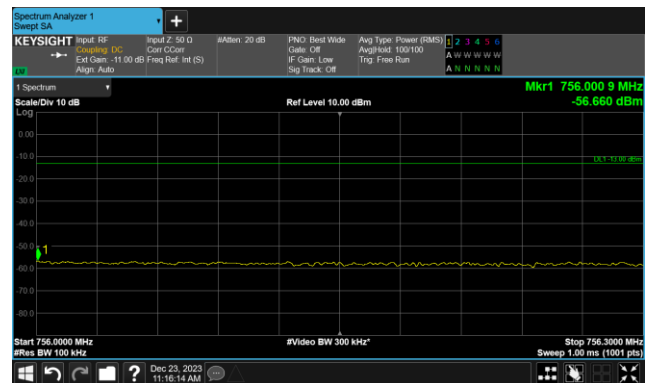 Spectrum Analyzer 1
Swept SA
KEYSIGHT
Input: RF
Coupling: DC
Ext Gain: -11.00 dB
Align: Auto
Input Z: 50 Ω
Corr CCorr
Freq Ref: Int (S)
#Atten: 20 dB
PNO: Best Wide
Gate: Off
IF Gain: Low
Sig Track: Off
Avg Type: Power (RMS)
Avg|Hold: 100/100
Trig: Free Run
1 2 3 4 5 6
A W W W W W
A N N N N N
1 Spectrum
Scale/Div 10 dB
Log
Ref Level 10.00 dBm
Mkr1 756.000 9 MHz
-56.660 dBm
0.00
-10.0
DL1 -13.00 dBm
-20.0
-30.0
-40.0
-50.0
1
-60.0
-70.0
-80.0
Start 756.0000 MHz
#Res BW 100 kHz
#Video BW 300 kHz*
Stop 756.3000 MHz
Sweep 1.00 ms (1001 pts)
Dec 23, 2023
11:16:14 AM